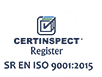 CERTINSPECT®
Register
SR EN ISO 9001:2015